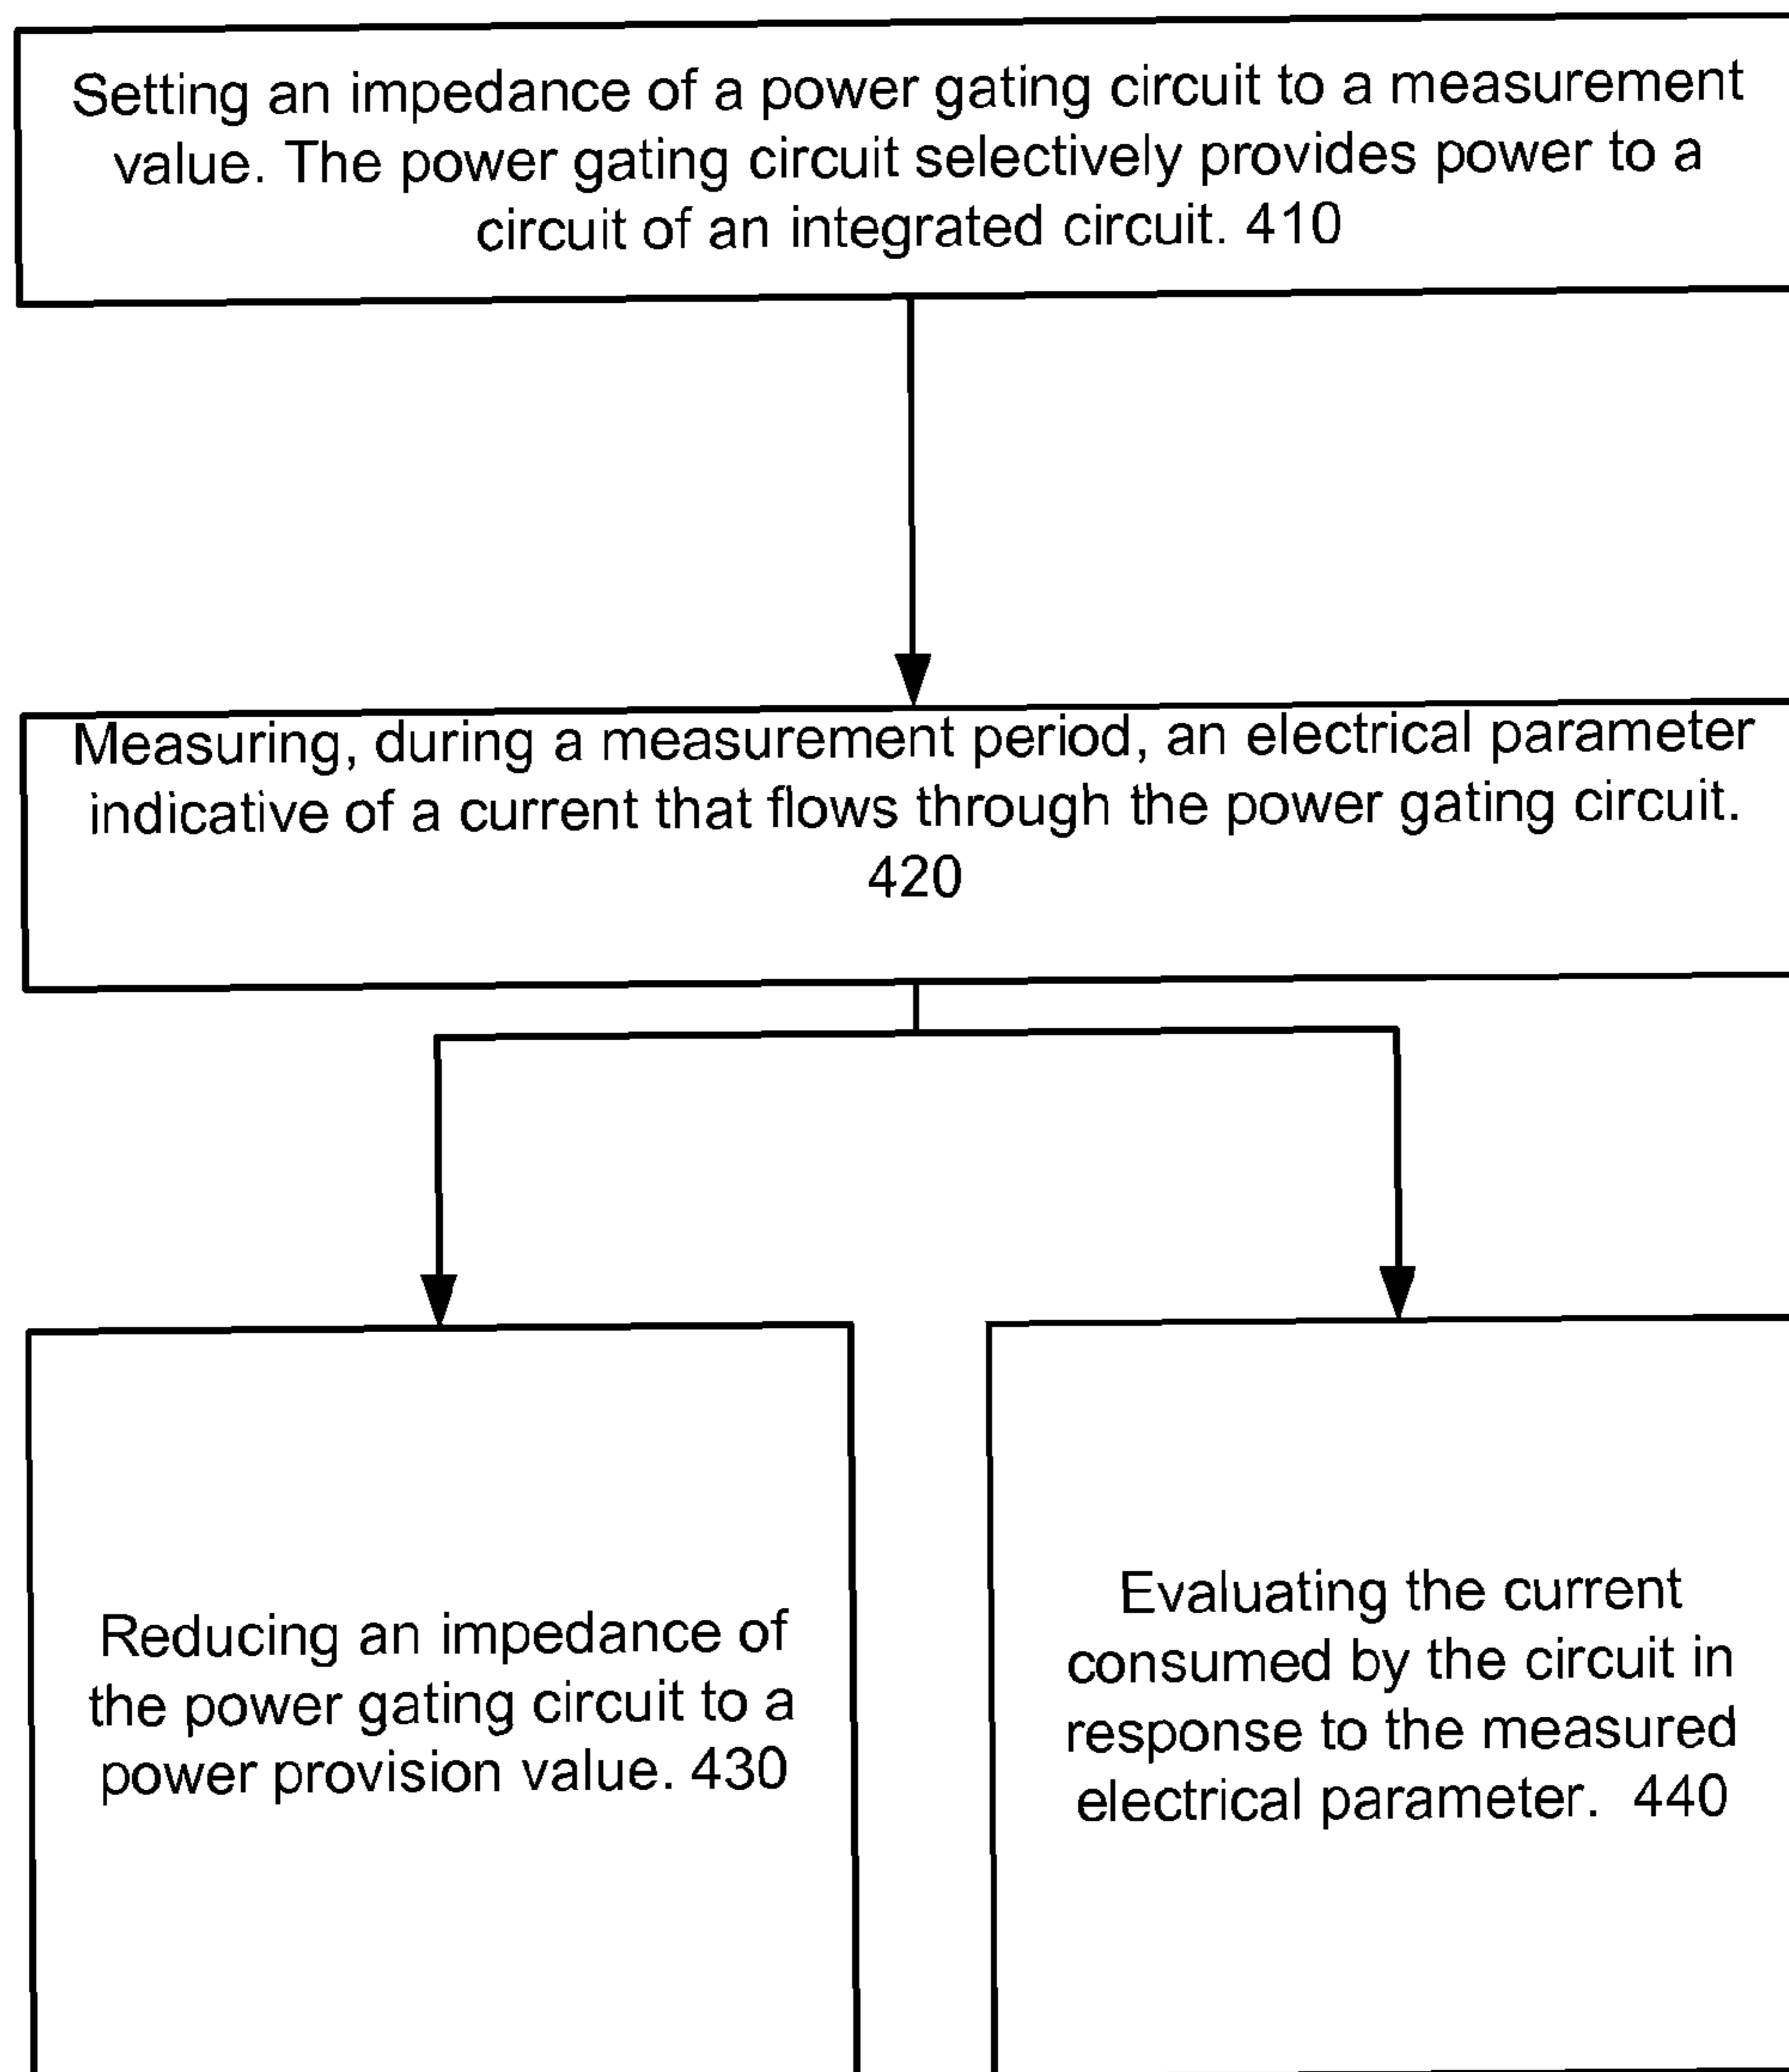 Setting an impedance of a power gating circuit to a measurement
value. The power gating circuit selectively provides power to a
circuit of an integrated circuit. 410
Measuring, during a measurement period, an electrical parameter
indicative of a current that flows through the power gating circuit.
420
Reducing an impedance of
the power gating circuit to a
power provision value. 430
Evaluating the current
consumed by the circuit in
response to the measured
electrical parameter. 440